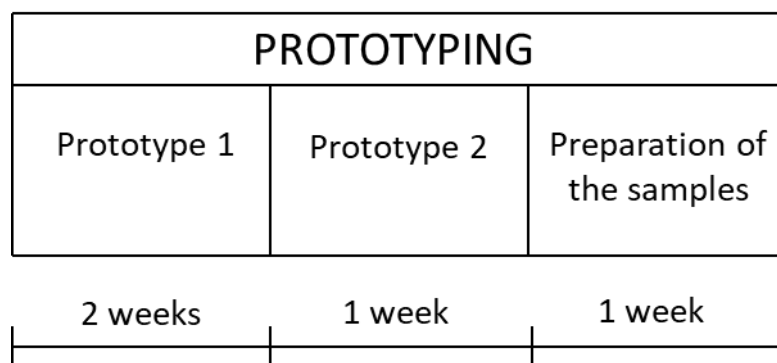 PROTOTYPING
Prototype 1
Prototype 2
Preparation of
the samples
2 weeks
1 week
1 week